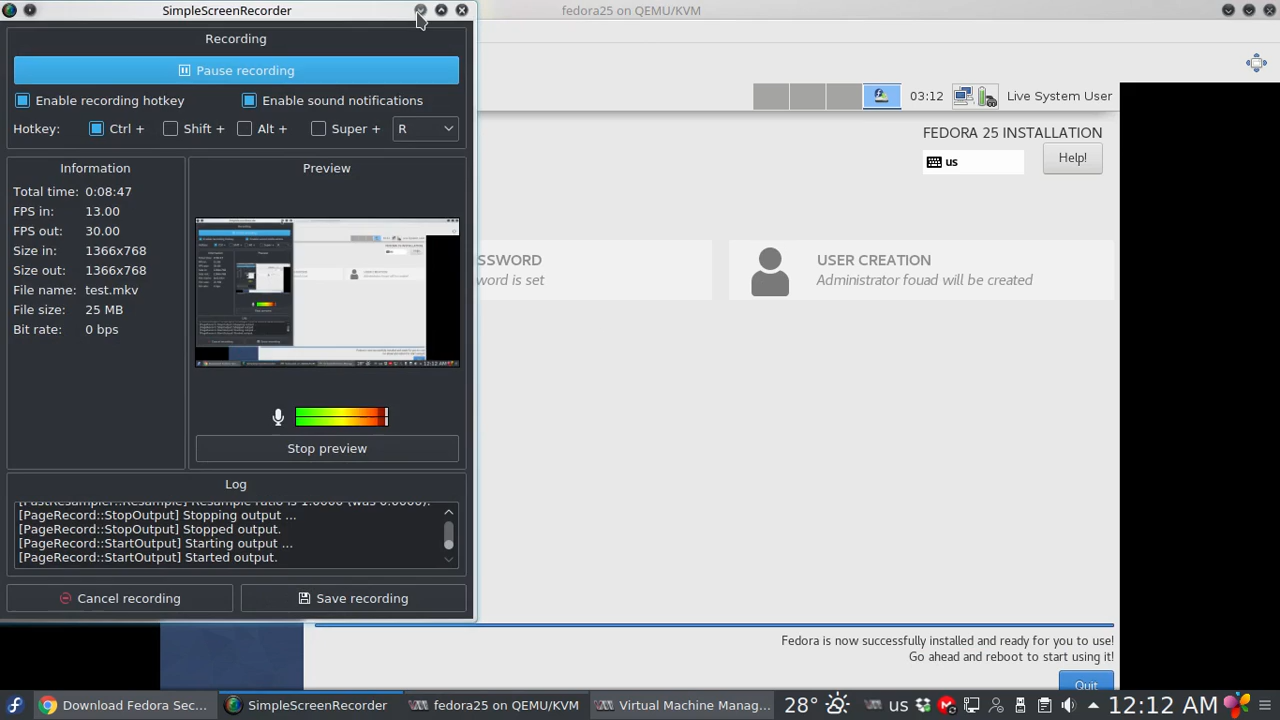 SimpleScreenRecorder
fedora25 on QEMU/KVM
Recording
Pause recording
Enable recording hotkey
Enable sound notifications
Hotkey: Ctrl + Shift + Alt + Super + R
Information
Total time: 0:08:47
FPS in: 13.00
FPS out: 30.00
Size in: 1366x768
Size out: 1366x768
File name: test.mkv
File size: 25 MB
Bit rate: 0 bps
Preview
Stop preview
Log
[PageRecord::StopOutput] Stopping output ...
[PageRecord::StopOutput] Stopped output.
[PageRecord::StartOutput] Starting output ...
[PageRecord::StartOutput] Started output.
Cancel recording
Save recording
03:12
Live System User
FEDORA 25 INSTALLATION
us
Help!
SSWORD
word is set
USER CREATION
Administrator fouad will be created
Fedora is now successfully installed and ready for you to use!
Go ahead and reboot to start using it!
Quit
Download Fedora Sec...
SimpleScreenRecorder
fedora25 on QEMU/KVM
Virtual Machine Manag...
28°
us
12:12 AM